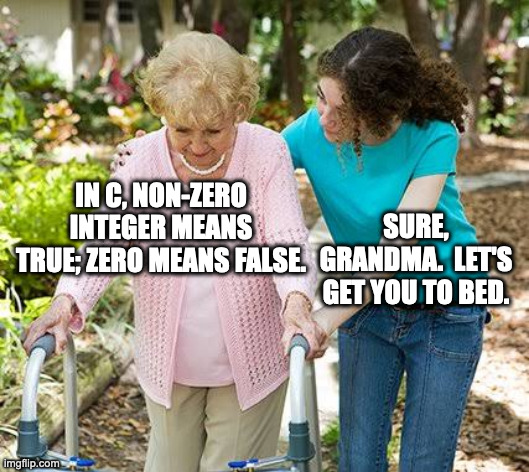 IN C, NON-ZERO
INTEGER MEANS
TRUE; ZERO MEANS FALSE.
SURE,
GRANDMA. LET'S
GET YOU TO BED.
imgflip.com